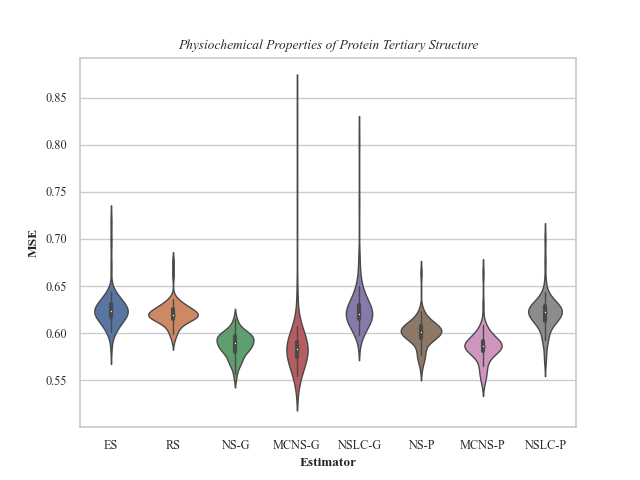 Physiochemical Properties of Protein Tertiary Structure
0.85
0.80
0.75
0.70
0.65
0.60
0.55
MSE
ES RS NS-G MCNS-G NSLC-G NS-P MCNS-P NSLC-P
Estimator